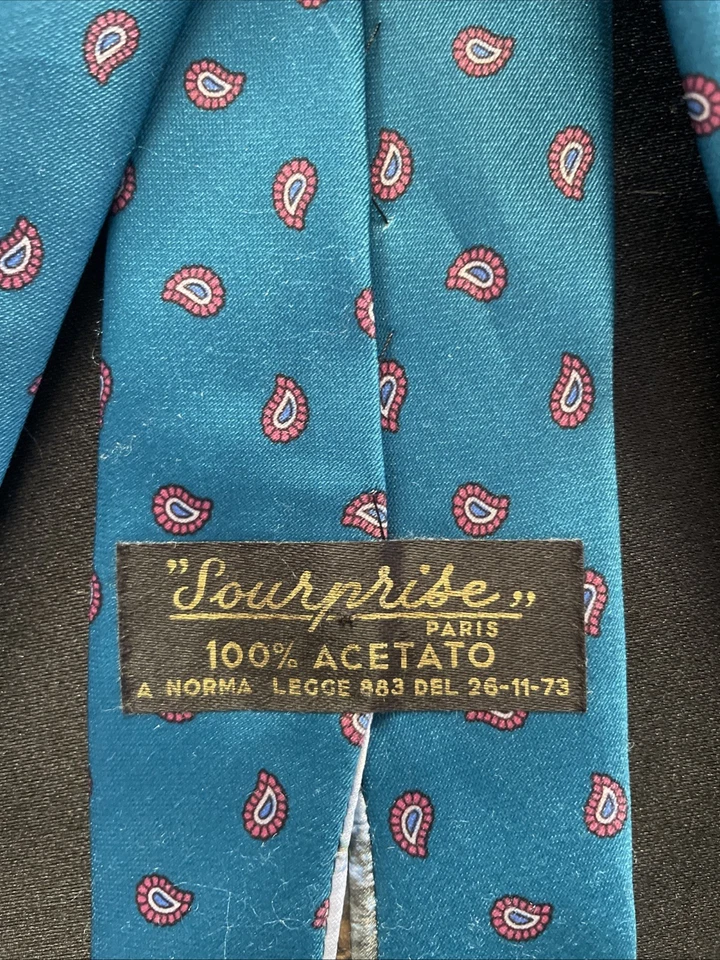 "Sourprise„
PARIS
100% ACETATO
A NORMA LEGGE 883 DEL 26-11-73